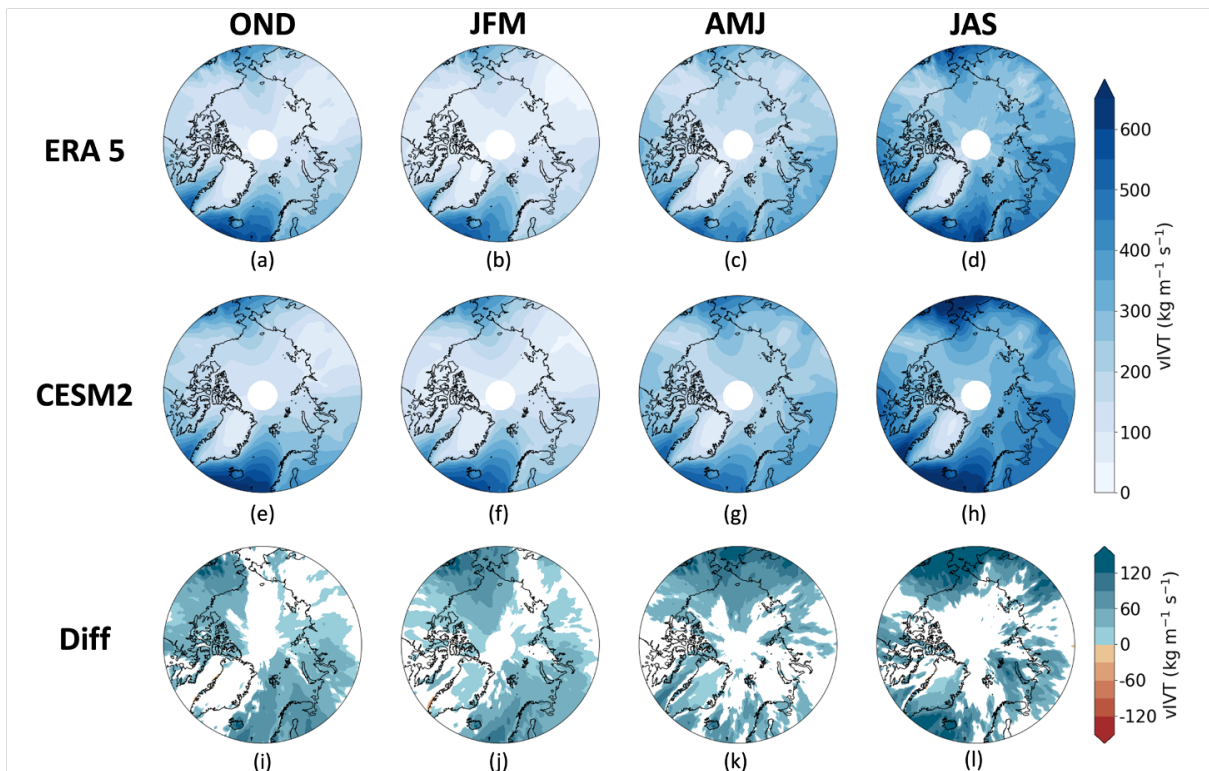 OND JFM AMJ JAS
ERA 5
(a) (b) (c) (d)
600
500
400
300
200
100
0
vIVT (kg m⁻¹ s⁻¹)
CESM2
(e) (f) (g) (h)
Diff
120
60
0
-60
-120
vIVT (kg m⁻¹ s⁻¹)
(i) (j) (k) (l)